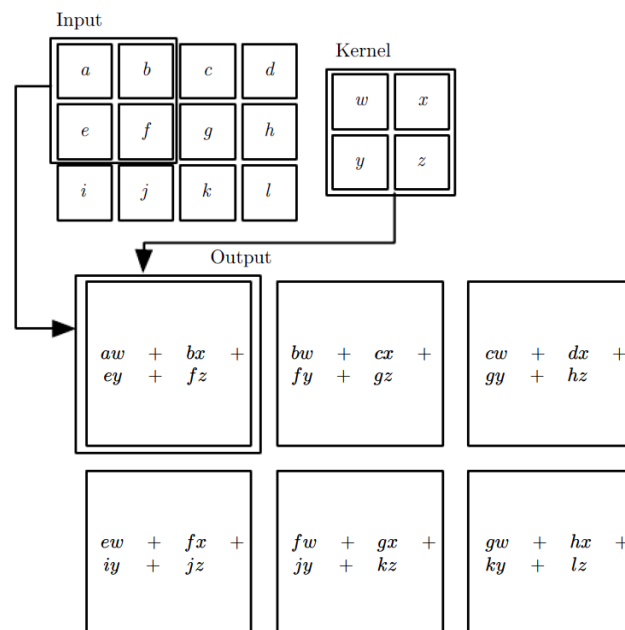 Input
a b c d
Kernel
w x
e f g h
y z
i j k l
Output
aw + bx +
ey + fz
bw + cx +
fy + gz
cw + dx +
gy + hz
ew + fx +
iy + jz
fw + gx +
jy + kz
gw + hx +
ky + lz